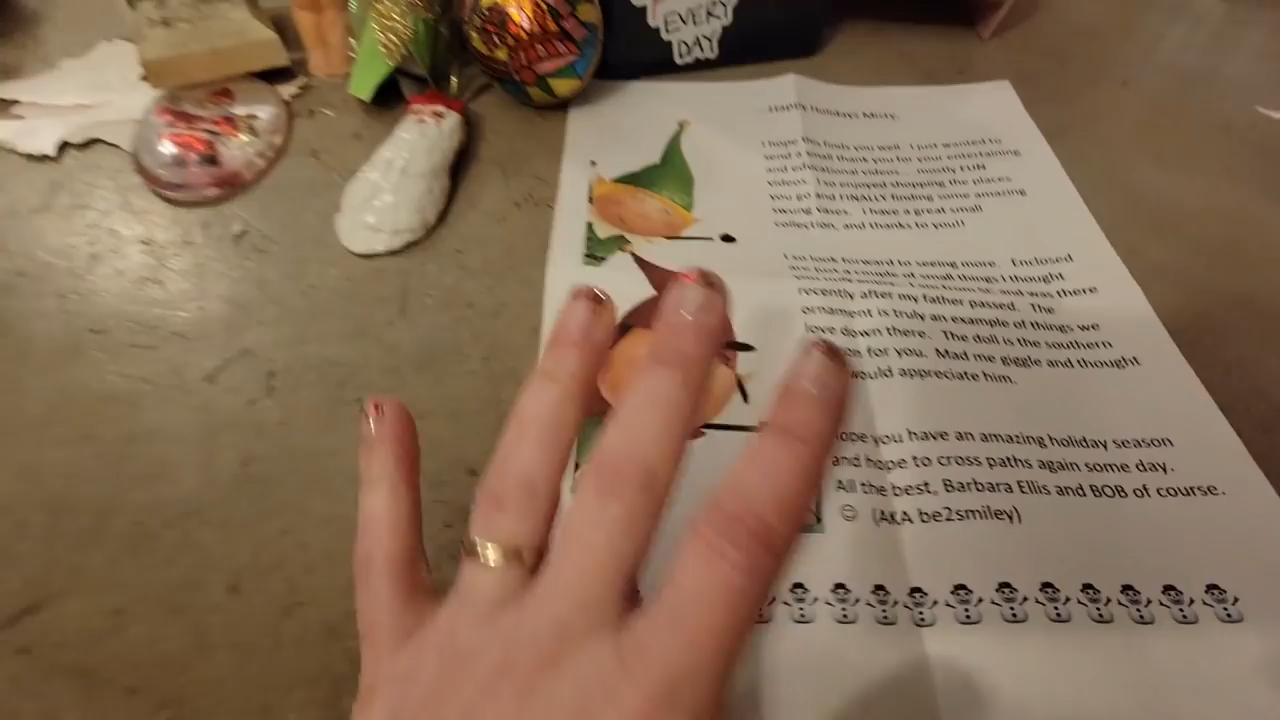 EVERY
DAY
Happy Holidays Misty,
I hope this finds you well. I just wanted to
send a small thank you for your entertaining
and educational videos... mostly FUN
videos. I so enjoyed shopping the places
you go and FINALLY finding some amazing
swung vases. I have a great small
collection, and thanks to you!!
I so look forward to seeing more. Enclosed
are just a couple of small things I thought
and was there
recently after my father passed. The
ornament is truly an example of things we
love down there. The doll is the southern
for you. Mad me giggle and thought
would appreciate him.
hope you have an amazing holiday season
and hope to cross paths again some day.
All the best, Barbara Ellis and BOB of course.
☺ (AKA be2smiley)